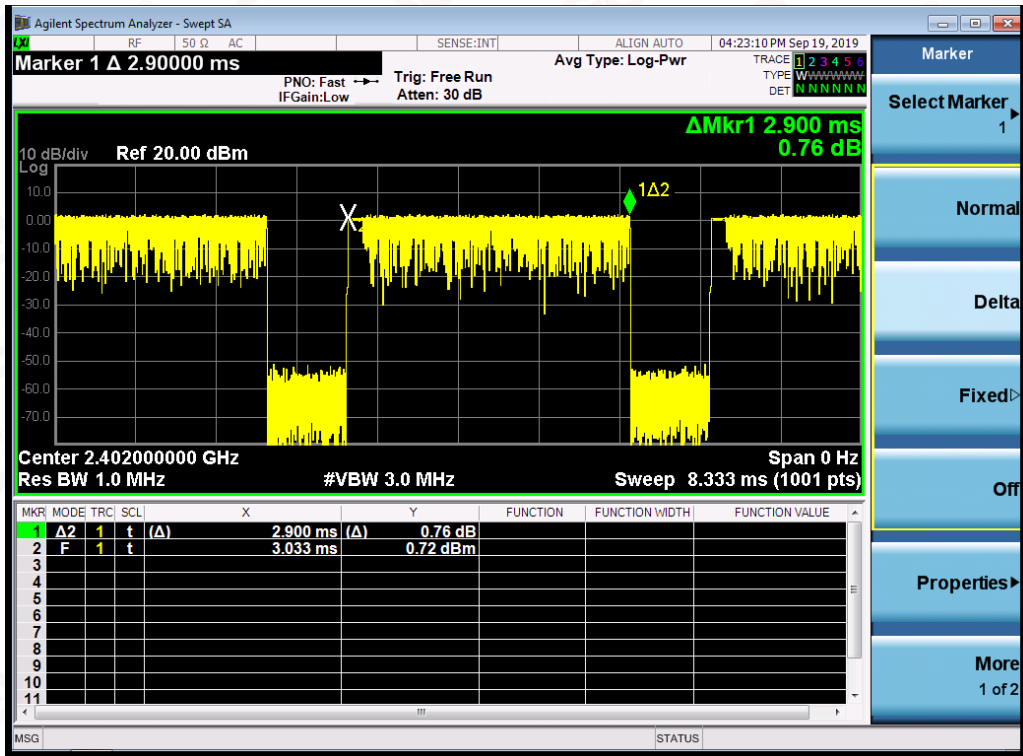 Agilent Spectrum Analyzer - Swept SA
LXI RF 50 Ω AC SENSE:INT ALIGN AUTO 04:23:10 PM Sep 19, 2019
Marker 1 Δ 2.90000 ms
PNO: Fast
IFGain:Low
Trig: Free Run
Atten: 30 dB
Avg Type: Log-Pwr
TRACE 1 2 3 4 5 6
TYPE WWWWWW
DET N N N N N N
ΔMkr1 2.900 ms
0.76 dB
10 dB/div Ref 20.00 dBm
Log
10.0
0.00
-10.0
-20.0
-30.0
-40.0
-50.0
-60.0
-70.0
1Δ2
Center 2.402000000 GHz Span 0 Hz
Res BW 1.0 MHz #VBW 3.0 MHz Sweep 8.333 ms (1001 pts)
MKR MODE TRC SCL X Y FUNCTION FUNCTION WIDTH FUNCTION VALUE
1 Δ2 1 t (Δ) 2.900 ms (Δ) 0.76 dB
2 F 1 t 3.033 ms 0.72 dBm
3
4
5
6
7
8
9
10
11
MSG STATUS
Marker
Select Marker
1
Normal
Delta
Fixed
Off
Properties
More
1 of 2